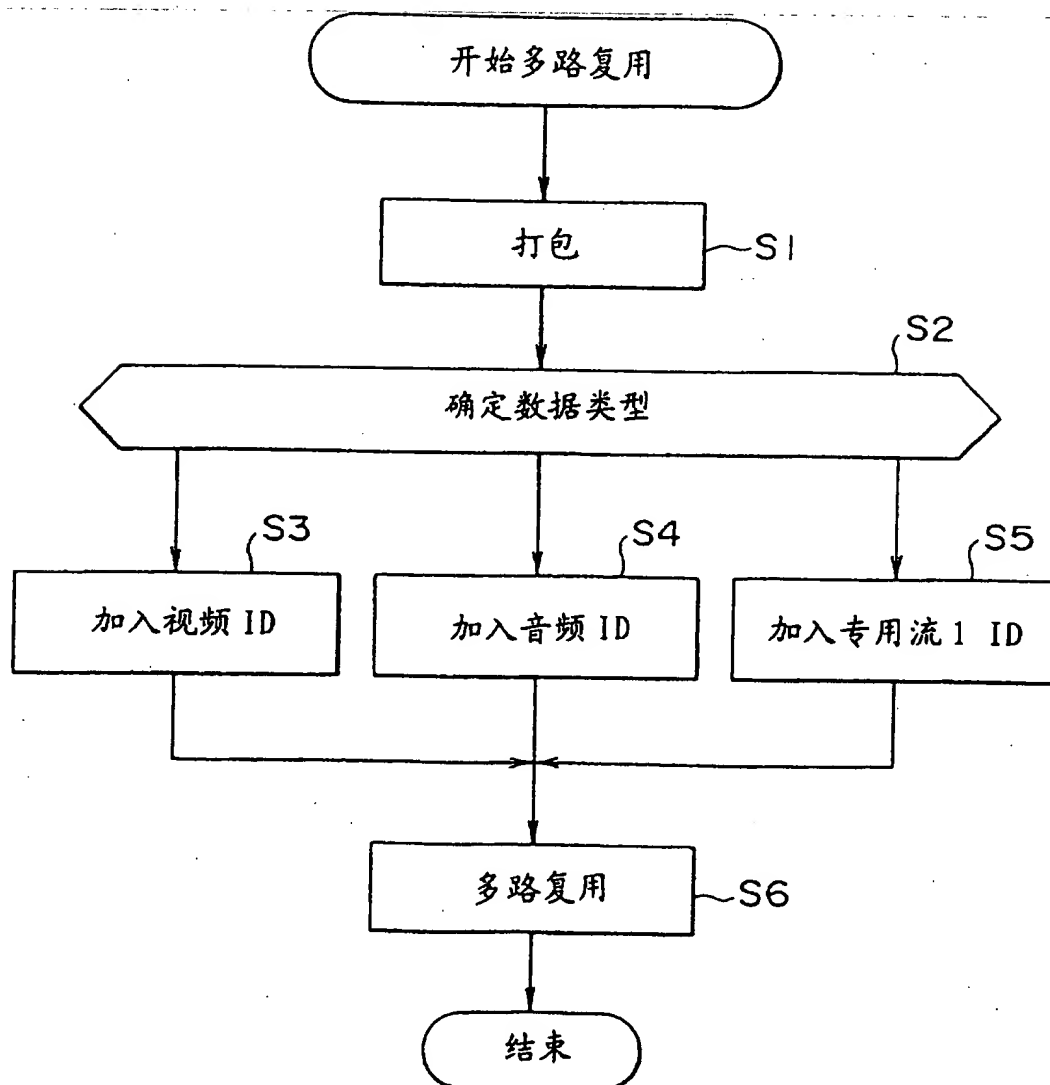 开始多路复用
打包
S1
S2
确定数据类型
S3
S4
S5
加入视频 ID
加入音频 ID
加入专用流 1 ID
多路复用
S6
结束